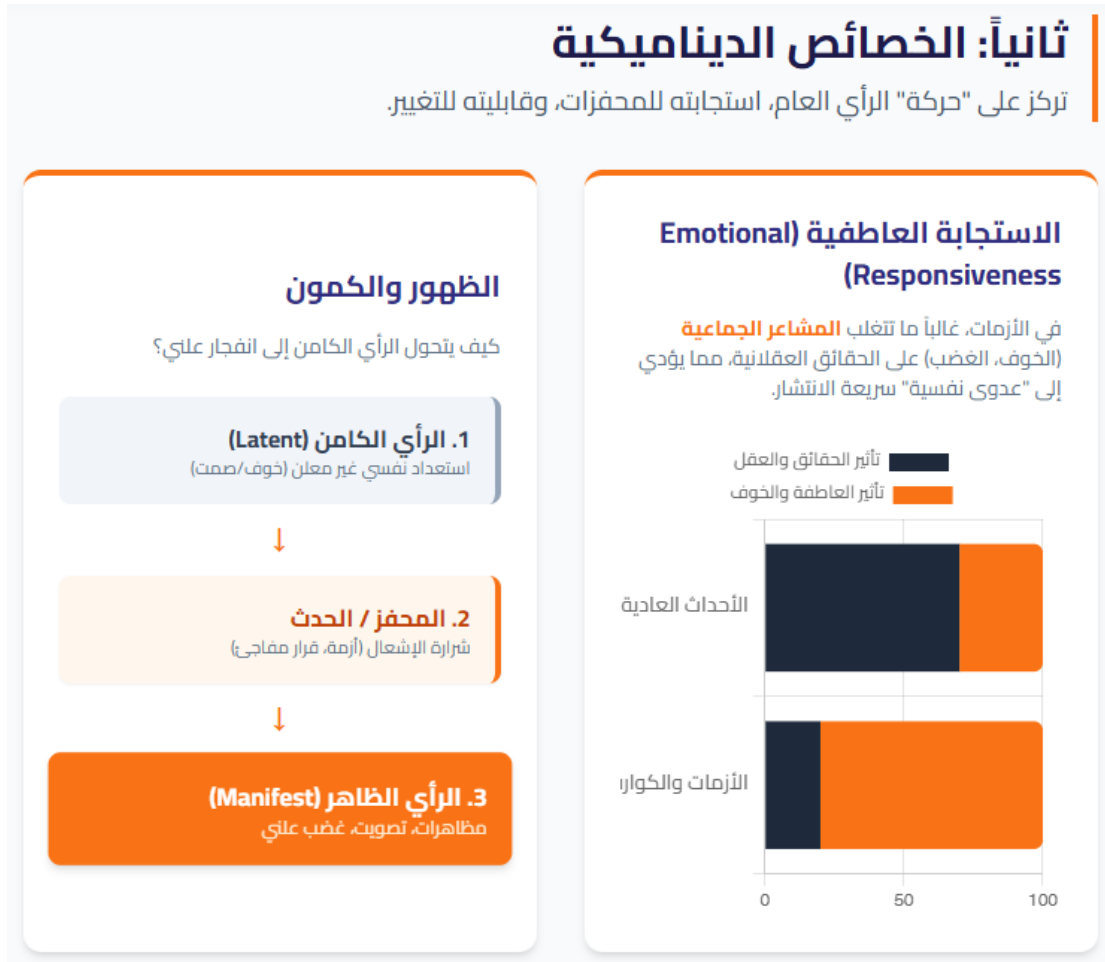 ثانياً: الخصائص الديناميكية
تركز على "حركة" الرأي العام، استجابته للمحفزات، وقابليته للتغيير.
الاستجابة العاطفية (Emotional
Responsiveness)
في الأزمات، غالباً ما تتغلب المشاعر الجماعية
(الخوف، الغضب) على الحقائق العقلانية، مما يؤدي
إلى "عدوى نفسية" سريعة الانتشار.
تأثير الحقائق والعقل
تأثير العاطفة والخوف
الأحداث العادية
الأزمات
0 50 100
الظهور والكمون
كيف يتحول الرأي الكامن إلى انفجار علني؟
1. الرأي الكامن (Latent)
استعداد نفسي غير معلن (خوف/صمت)
↓
2. المحفز / الحدث
شرارة الإشعال (أزمة، قرار مفاجئ)
↓
3. الرأي الظاهر (Manifest)
مظاهرات، تصويت، غضب علني